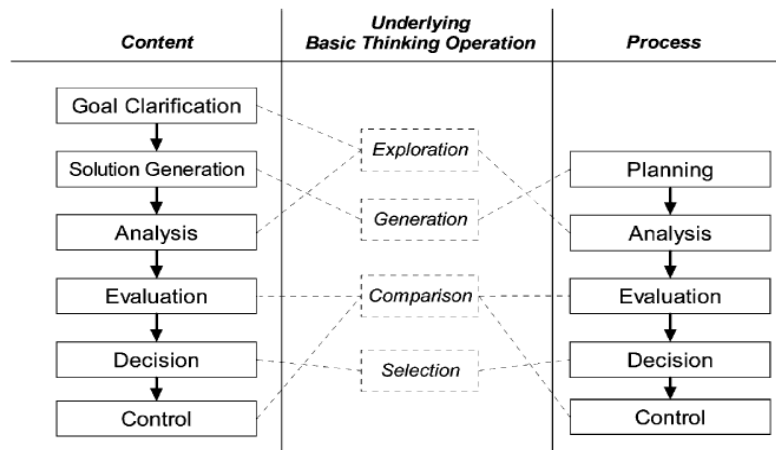 Content
Underlying
Basic Thinking Operation
Process
Goal Clarification
Exploration
Solution Generation
Planning
Generation
Analysis
Analysis
Evaluation
Comparison
Evaluation
Decision
Selection
Decision
Control
Control